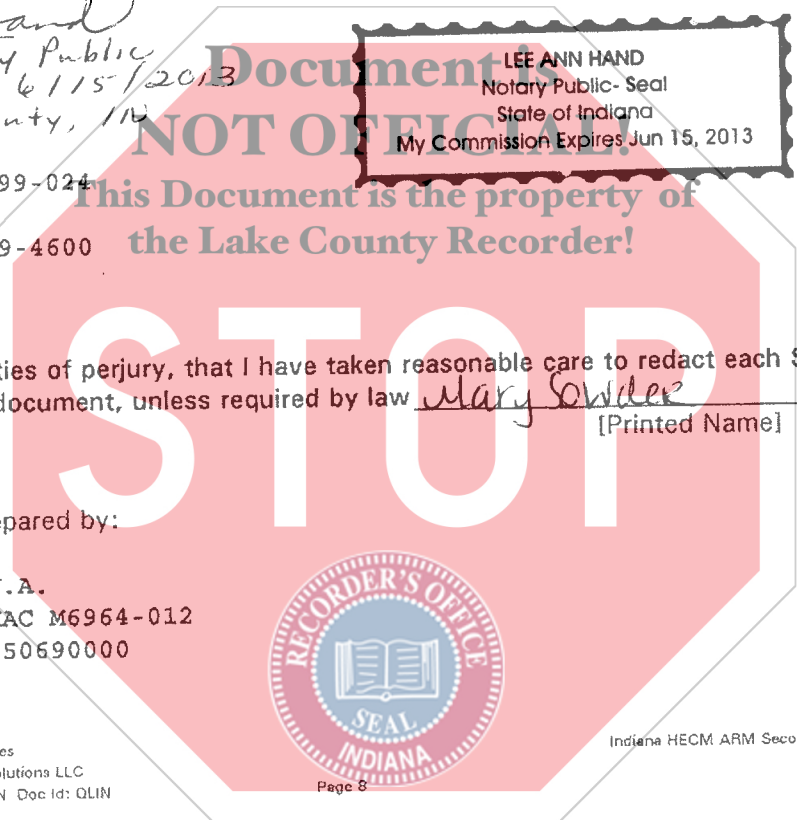 and
y Public
6/15/2013
nty, IN
LEE ANN HAND
Notary Public- Seal
State of Indiana
My Commission Expires Jun 15, 2013
Document is
NOT OFFICIAL!
This Document is the property of
the Lake County Recorder!
99-024
9-4600
STOP
ties of perjury, that I have taken reasonable care to redact each S
document, unless required by law Mary Sowder
[Printed Name]
epared by:
.A.
AC M6964-012
50690000
RECORDER'S OFFICE
SEAL
INDIANA
es
olutions LLC
N Doc Id: QLIN
Page 8
Indiana HECM ARM Seco